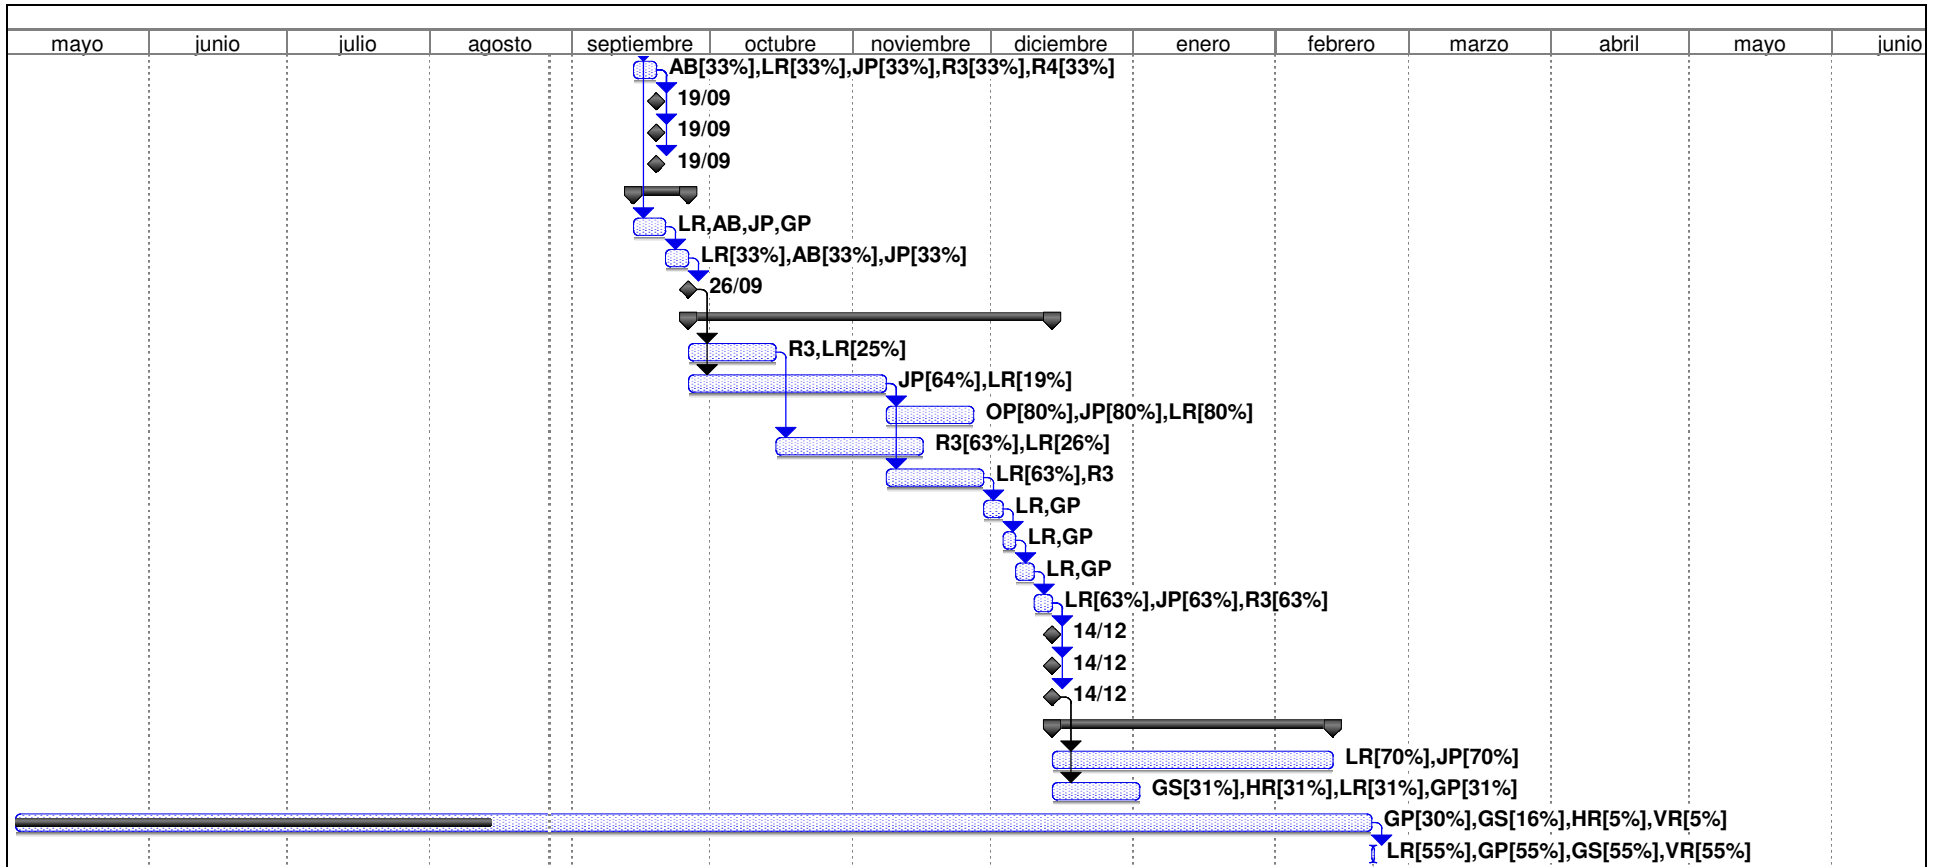 mayo junio julio agosto septiembre octubre noviembre diciembre enero febrero marzo abril mayo junio
AB[33%],LR[33%],JP[33%],R3[33%],R4[33%]
19/09
19/09
19/09
LR,AB,JP,GP
LR[33%],AB[33%],JP[33%]
26/09
R3,LR[25%]
JP[64%],LR[19%]
OP[80%],JP[80%],LR[80%]
R3[63%],LR[26%]
LR[63%],R3
LR,GP
LR,GP
LR,GP
LR[63%],JP[63%],R3[63%]
14/12
14/12
14/12
LR[70%],JP[70%]
GS[31%],HR[31%],LR[31%],GP[31%]
GP[30%],GS[16%],HR[5%],VR[5%]
LR[55%],GP[55%],GS[55%],VR[55%]